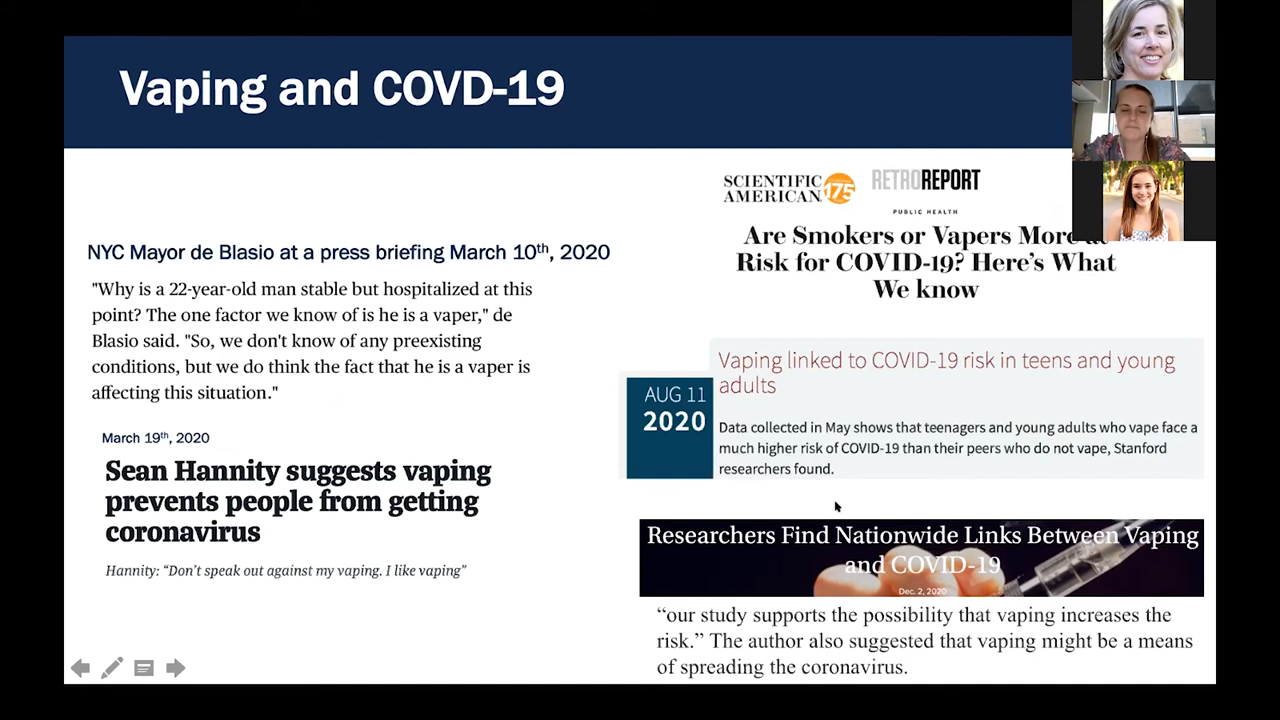 Vaping and COVD-19
NYC Mayor de Blasio at a press briefing March 10th, 2020
"Why is a 22-year-old man stable but hospitalized at this
point? The one factor we know of is he is a vaper," de
Blasio said. "So, we don't know of any preexisting
conditions, but we do think the fact that he is a vaper is
affecting this situation."
March 19th, 2020
Sean Hannity suggests vaping
prevents people from getting
coronavirus
Hannity: “Don’t speak out against my vaping. I like vaping”
SCIENTIFIC
AMERICAN 175
RETROREPORT
PUBLIC HEALTH
Are Smokers or Vapers More at
Risk for COVID-19? Here’s What
We know
AUG 11
2020
Vaping linked to COVID-19 risk in teens and young
adults
Data collected in May shows that teenagers and young adults who vape face a
much higher risk of COVID-19 than their peers who do not vape, Stanford
researchers found.
Researchers Find Nationwide Links Between Vaping
and COVID-19
Dec. 2, 2020
“our study supports the possibility that vaping increases the
risk.” The author also suggested that vaping might be a means
of spreading the coronavirus.